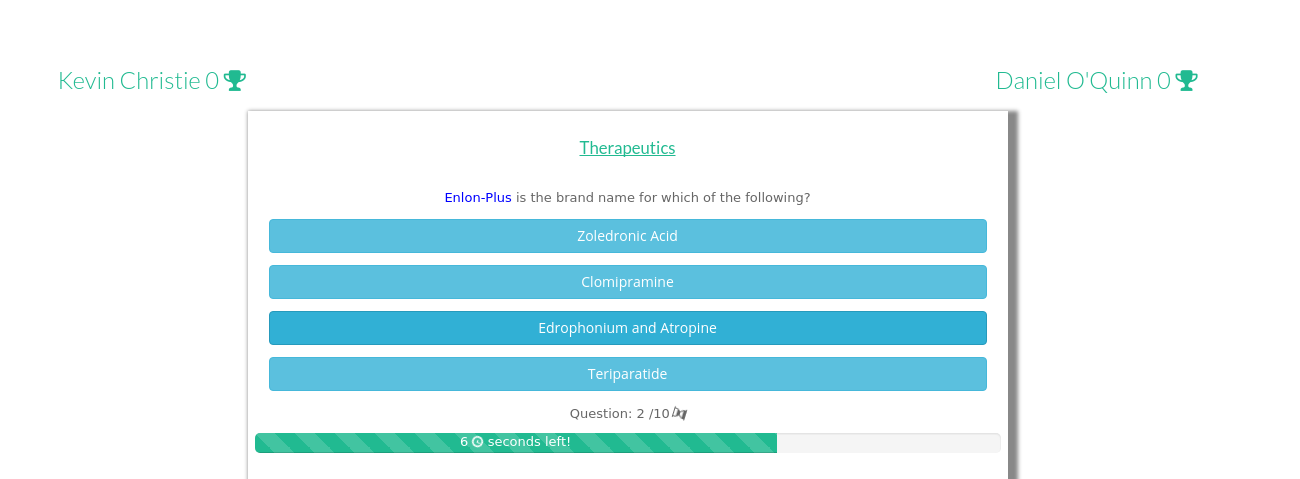 Kevin Christie 0
Daniel O'Quinn 0
Therapeutics
Enlon-Plus is the brand name for which of the following?
Zoledronic Acid
Clomipramine
Edrophonium and Atropine
Teriparatide
Question: 2 /10
6 seconds left!